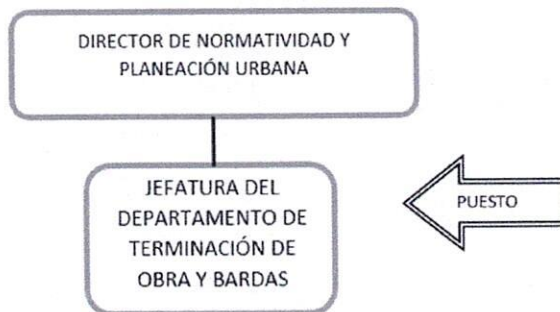 DIRECTOR DE NORMATIVIDAD Y
PLANEACIÓN URBANA
JEFATURA DEL
DEPARTAMENTO DE
TERMINACIÓN DE
OBRA Y BARDAS
PUESTO